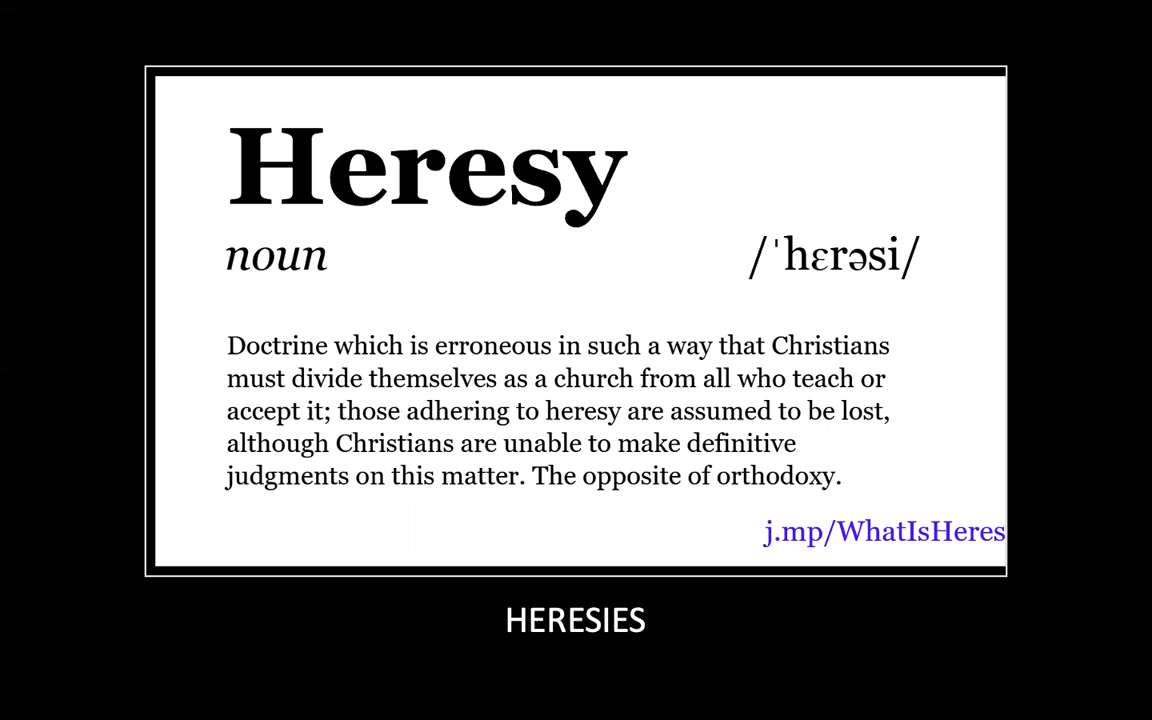 Heresy
noun /ˈhɛrəsi/
Doctrine which is erroneous in such a way that Christians
must divide themselves as a church from all who teach or
accept it; those adhering to heresy are assumed to be lost,
although Christians are unable to make definitive
judgments on this matter. The opposite of orthodoxy.
j.mp/WhatIsHeres
HERESIES